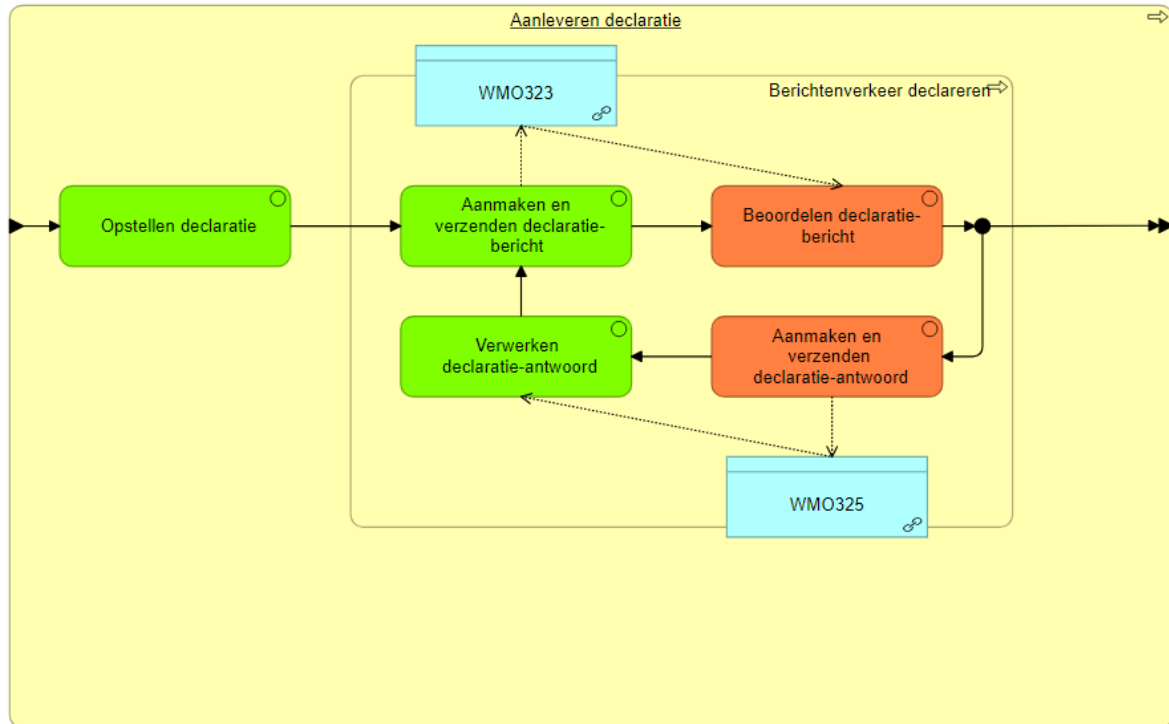 Aanleveren declaratie
WMO323
Berichtenverkeer declareren
Opstellen declaratie
Aanmaken en
verzenden declaratie-
bericht
Beoordelen declaratie-
bericht
Verwerken
declaratie-antwoord
Aanmaken en
verzenden
declaratie-antwoord
WMO325